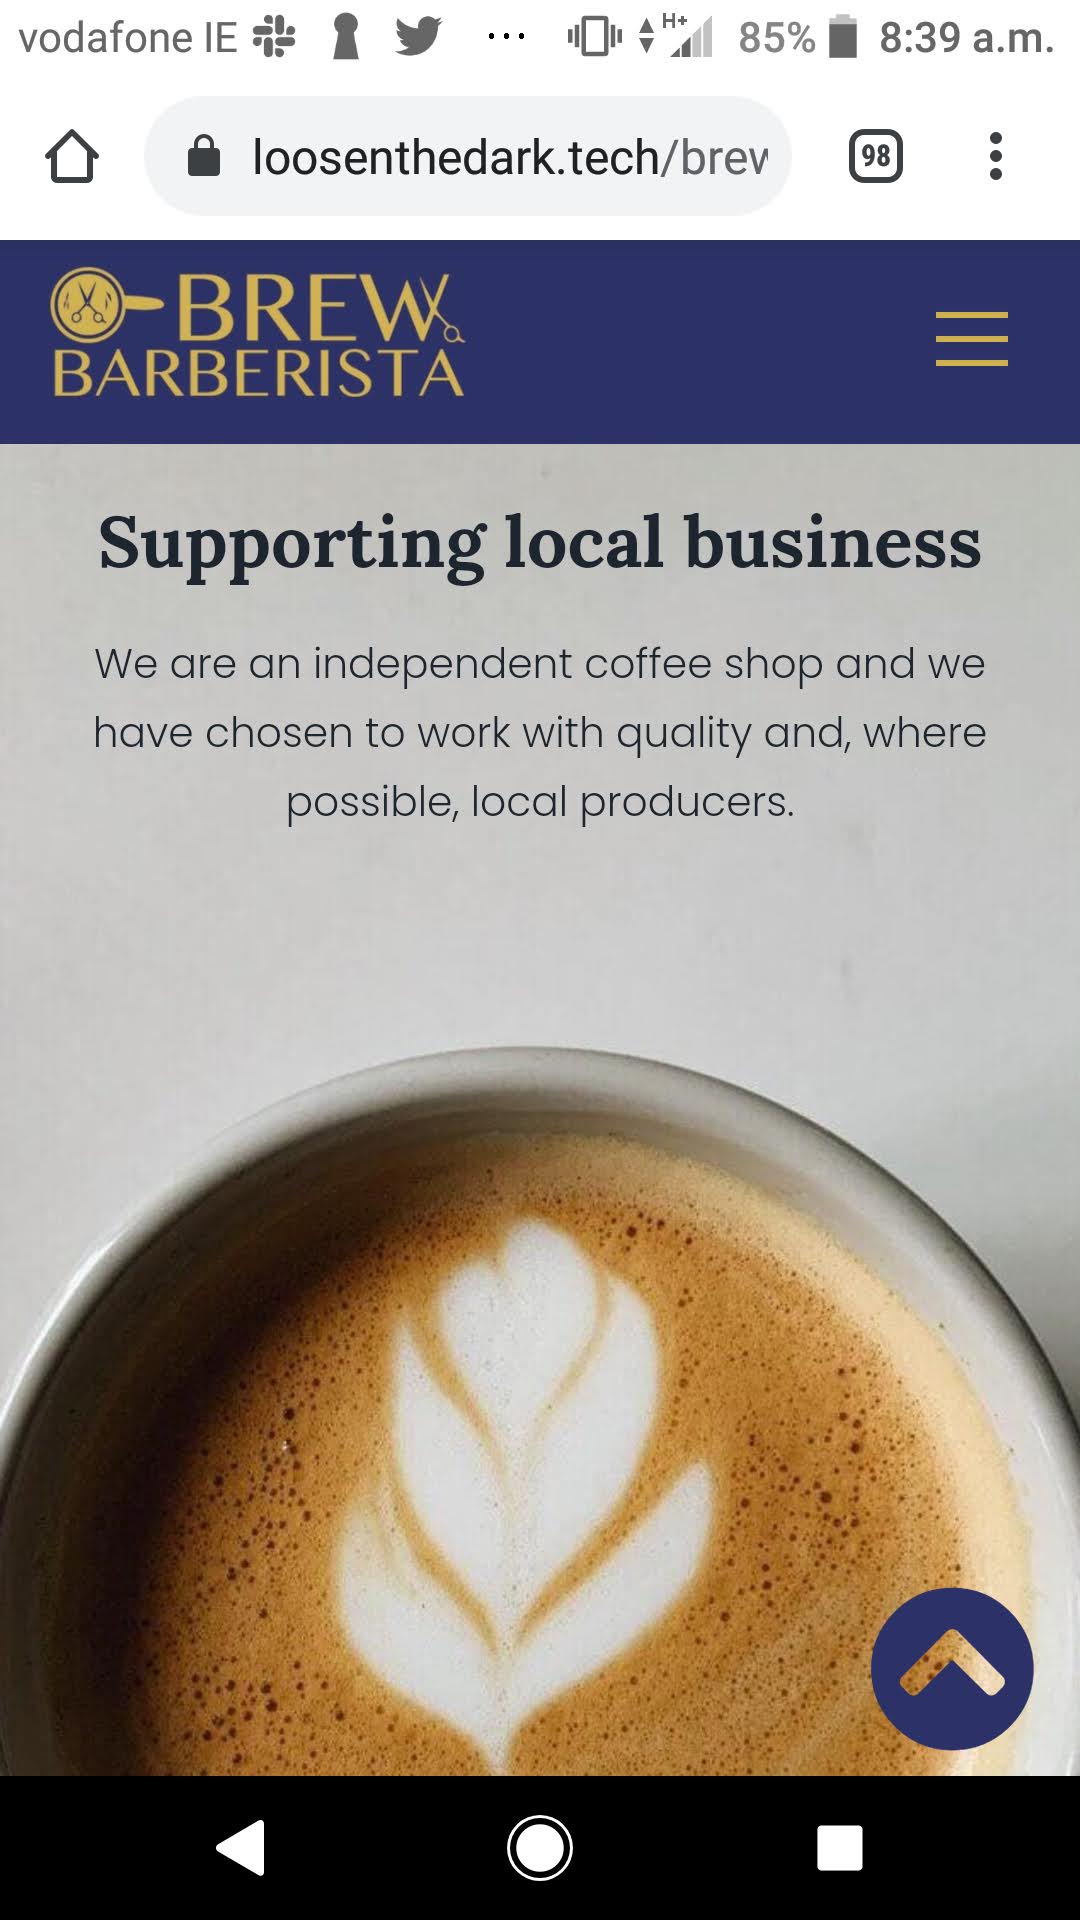 vodafone IE H+ 85% 8:39 a.m.
loosenthedark.tech/brew 98
BREW
BARBERISTA
Supporting local business
We are an independent coffee shop and we
have chosen to work with quality and, where
possible, local producers.